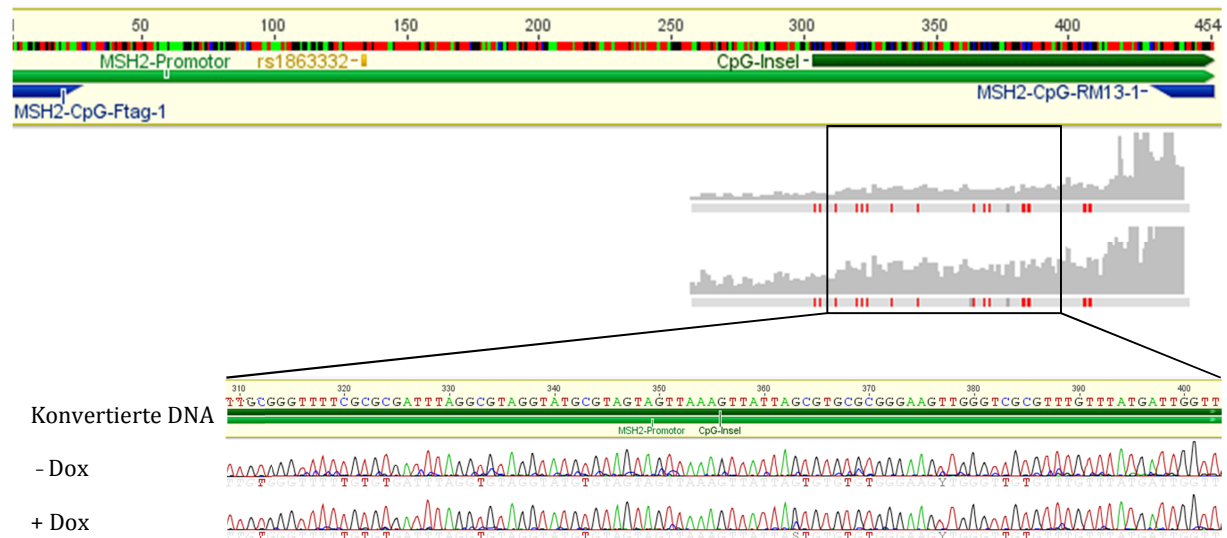 50 100 150 200 250 300 350 400 454
MSH2-Promotor rs1863332 CpG-Insel
MSH2-CpG-Ftag-1 MSH2-CpG-RM13-1
310 320 330 340 350 360 370 380 390 400
Konvertierte DNA TTGCGGGTTTTCGCGCGATTTAGGCGTAGGTATGCGTAGTAGTTAAAGTTATTAGCGTGCGCGGGAAGTTGGGTCGCGTTTGTTTATGATTGGTT
MSH2-Promotor CpG-Insel
- Dox
+ Dox